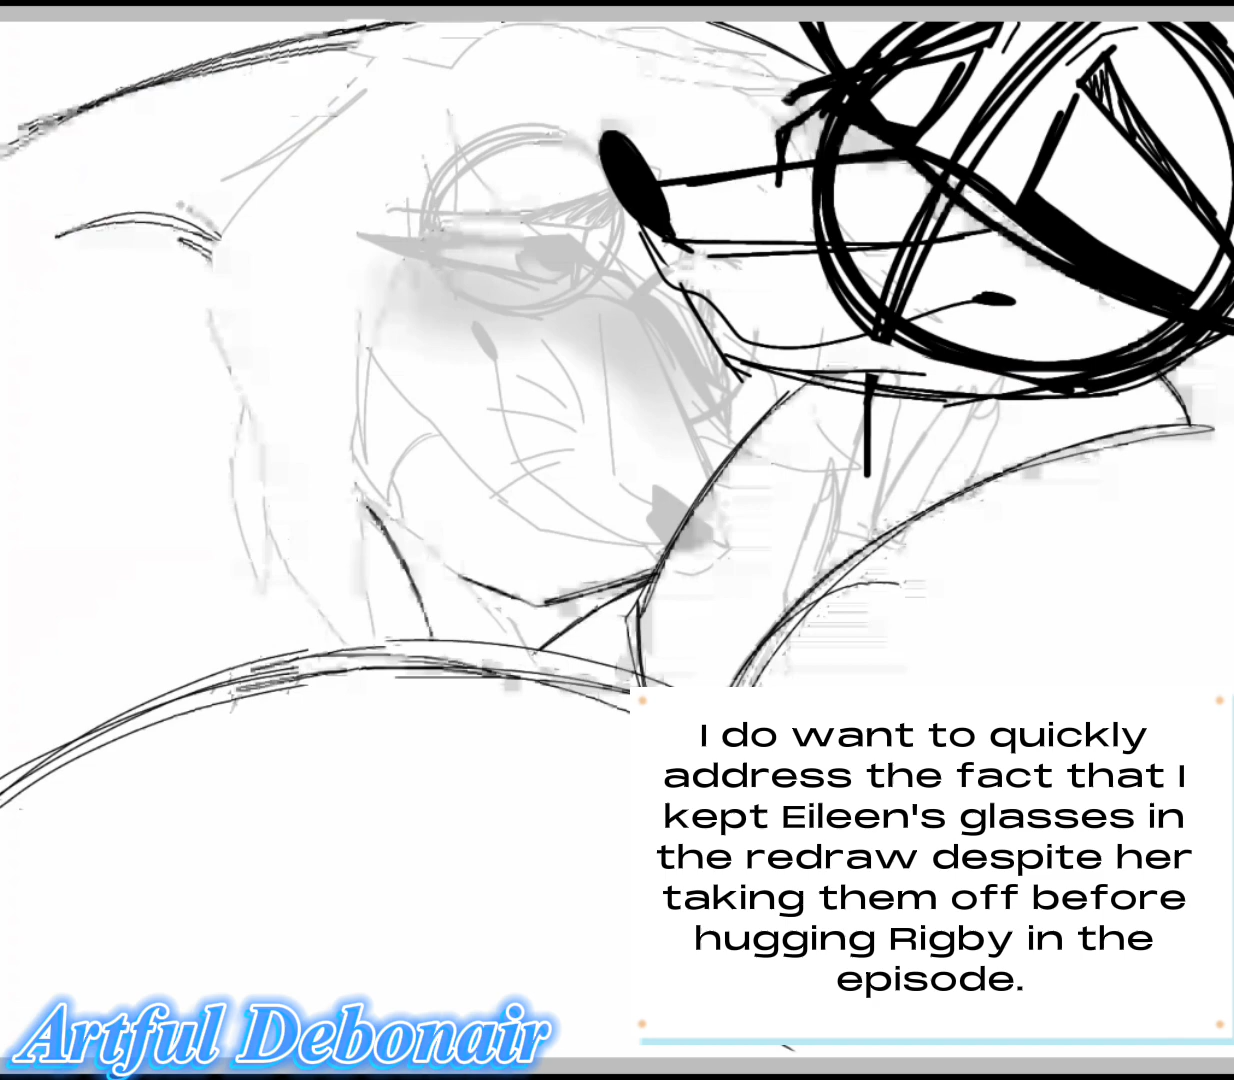 I do want to quickly
address the fact that I
kept Eileen's glasses in
the redraw despite her
taking them off before
hugging Rigby in the
episode.
Artful Debonair